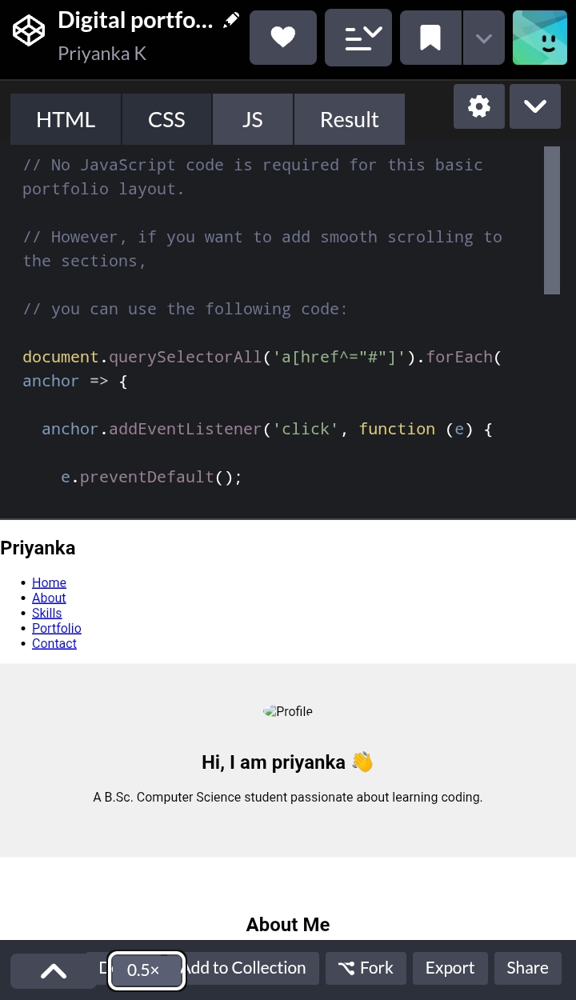 Digital portfo...
Priyanka K
HTML CSS JS Result
// No JavaScript code is required for this basic
portfolio layout.
// However, if you want to add smooth scrolling to
the sections,
// you can use the following code:
document.querySelectorAll('a[href^="#"]').forEach(
anchor => {
anchor.addEventListener('click', function (e) {
e.preventDefault();
Priyanka
• Home
• About
• Skills
• Portfolio
• Contact
Profile
Hi, I am priyanka 👋
A B.Sc. Computer Science student passionate about learning coding.
About Me
0.5× Add to Collection Fork Export Share